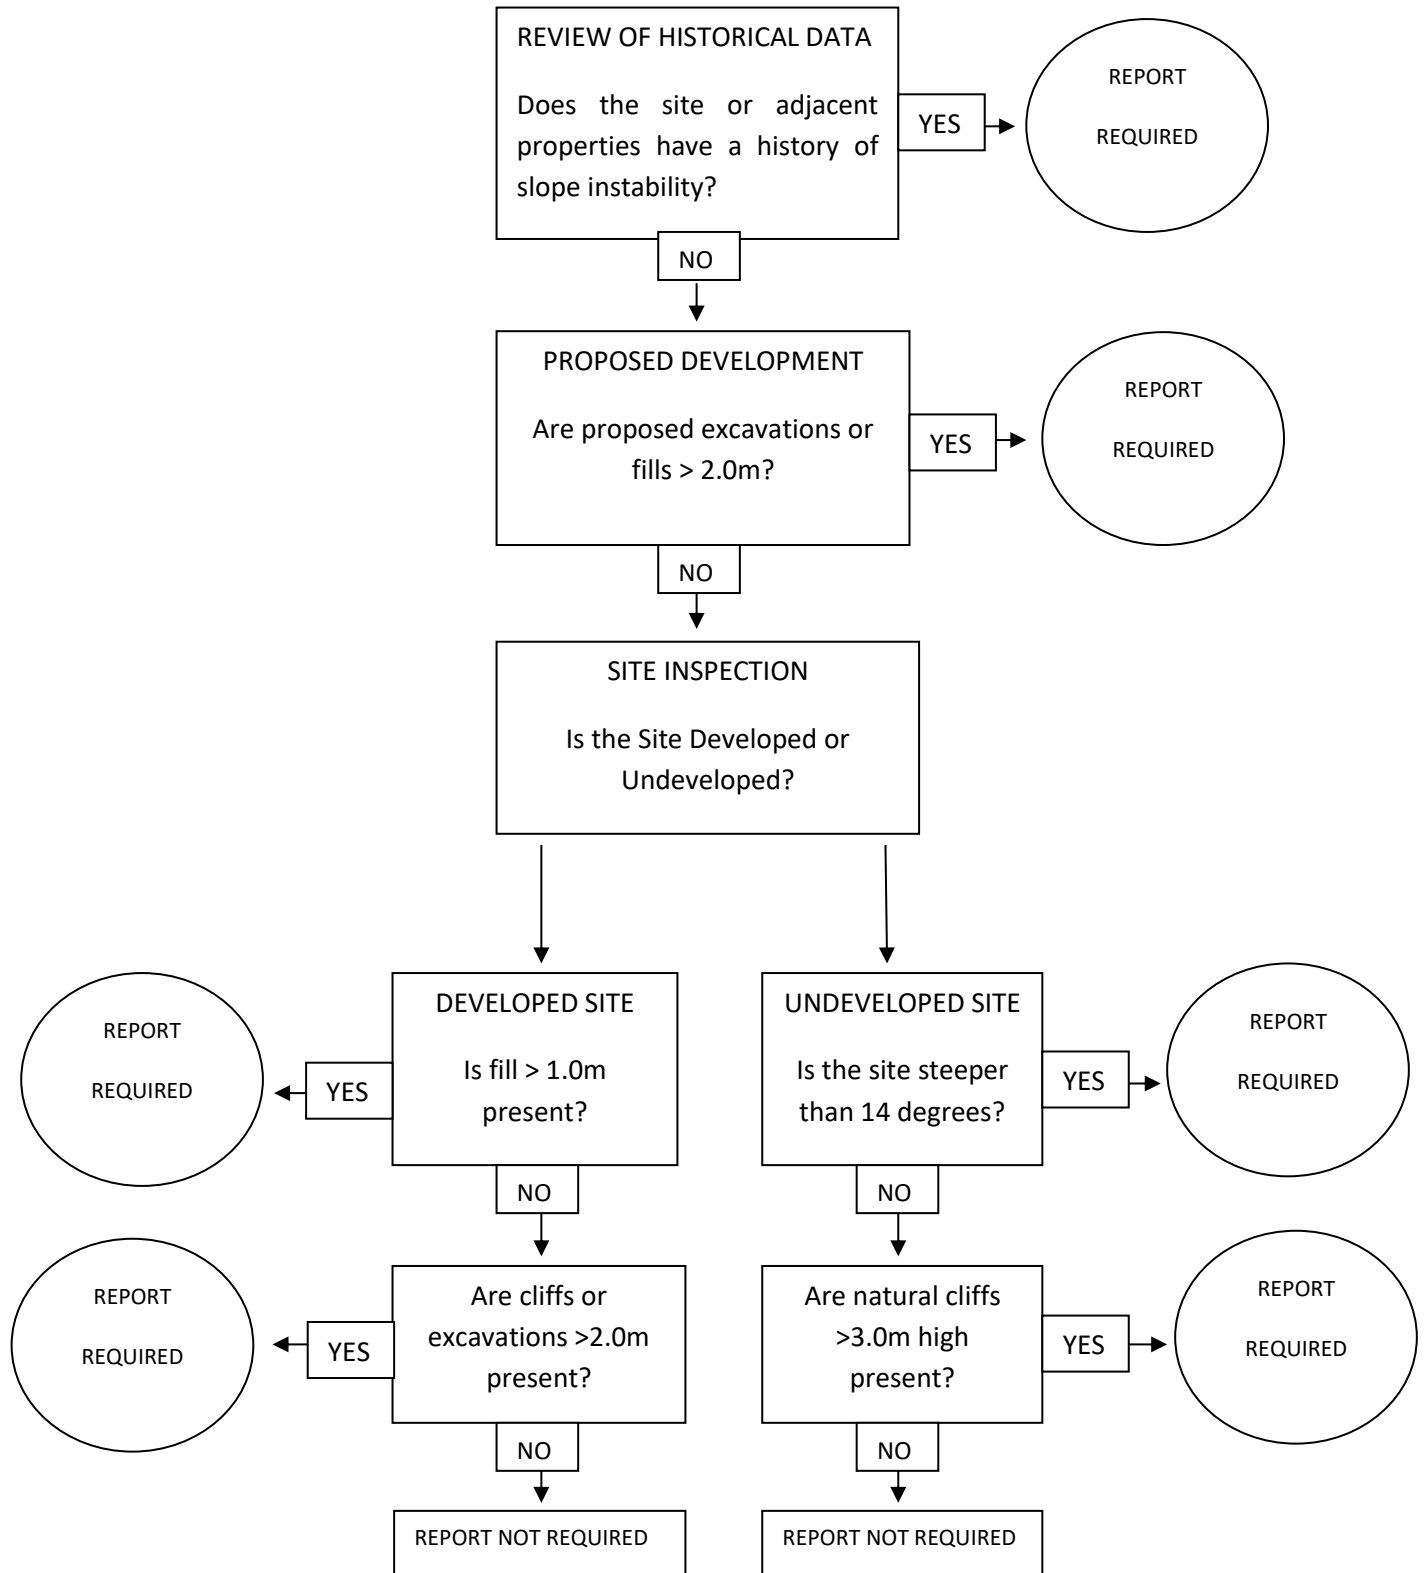 REVIEW OF HISTORICAL DATA
Does the site or adjacent
properties have a history of
slope instability?
YES
REPORT
REQUIRED
NO
PROPOSED DEVELOPMENT
Are proposed excavations or
fills > 2.0m?
YES
REPORT
REQUIRED
NO
SITE INSPECTION
Is the Site Developed or
Undeveloped?
DEVELOPED SITE
Is fill > 1.0m
present?
YES
REPORT
REQUIRED
NO
Are cliffs or
excavations >2.0m
present?
YES
REPORT
REQUIRED
NO
REPORT NOT REQUIRED
UNDEVELOPED SITE
Is the site steeper
than 14 degrees?
YES
REPORT
REQUIRED
NO
Are natural cliffs
>3.0m high
present?
YES
REPORT
REQUIRED
NO
REPORT NOT REQUIRED